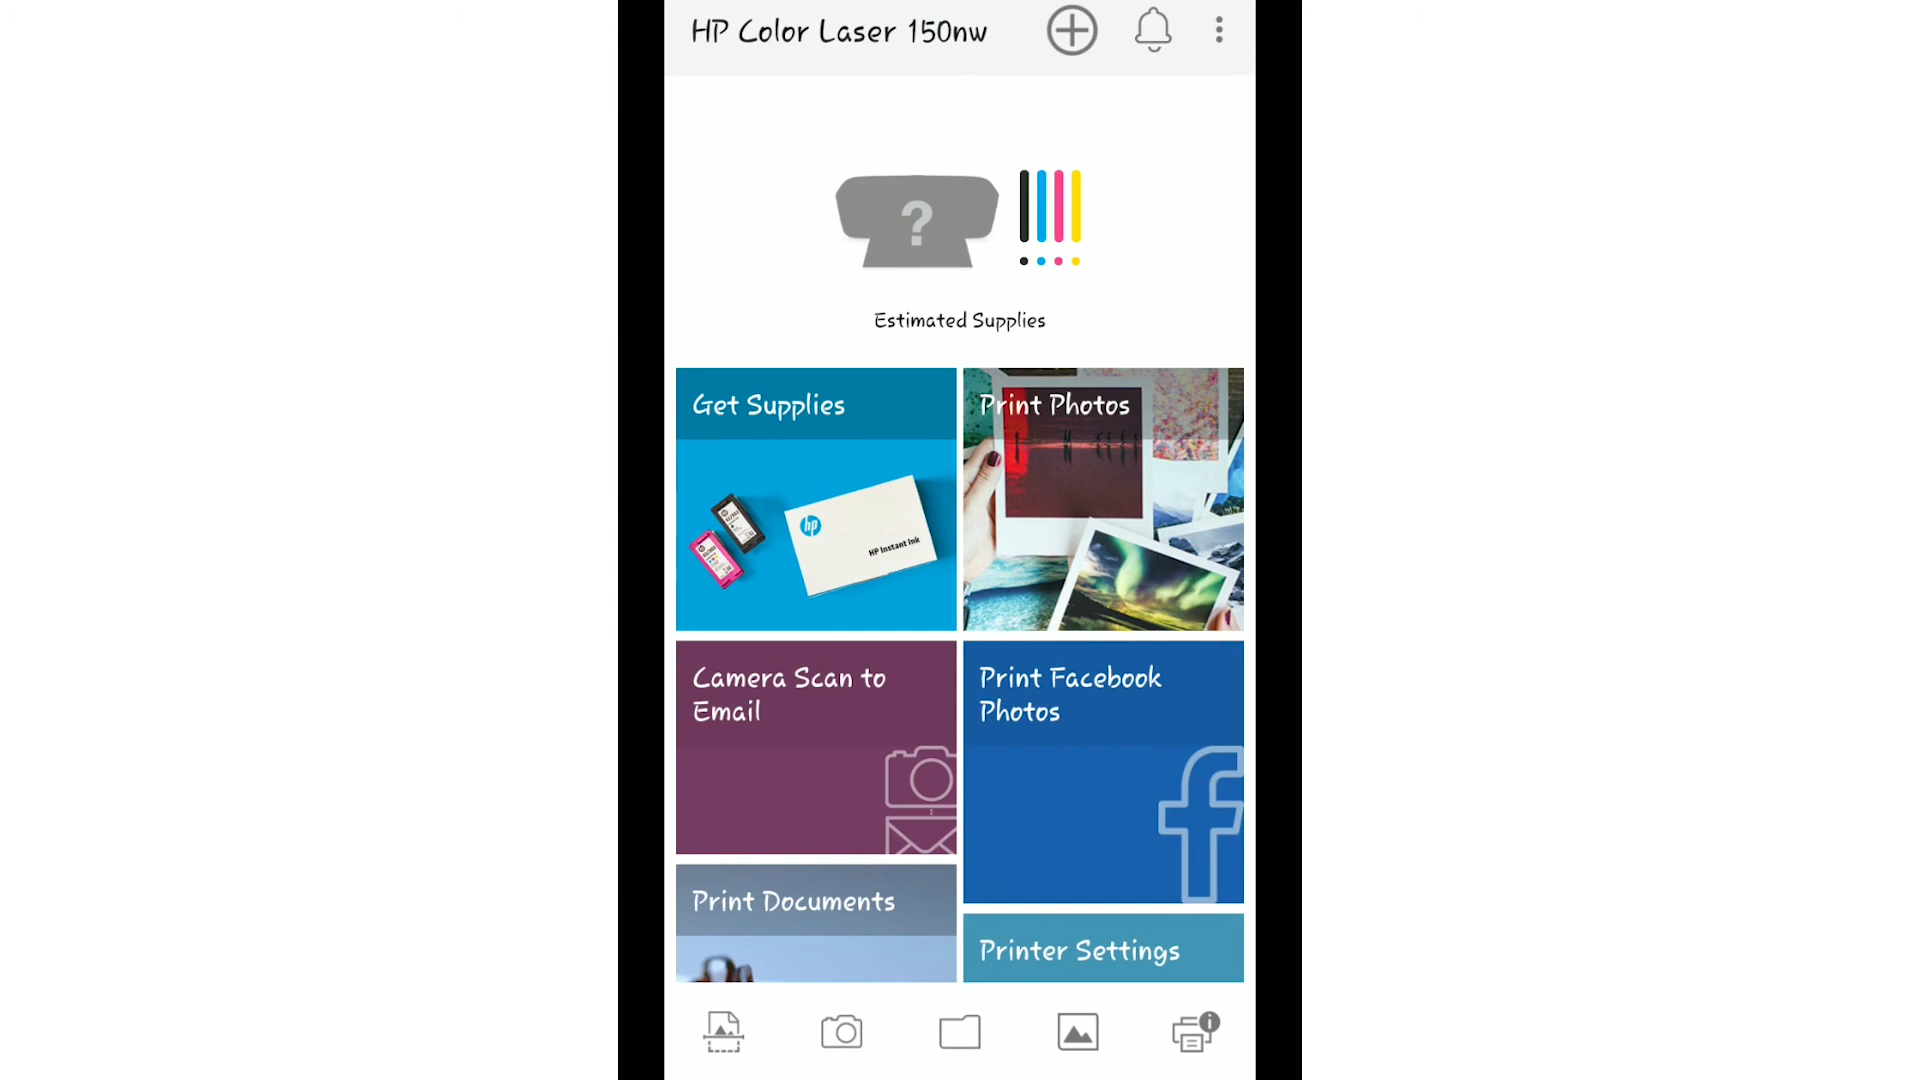 HP Color Laser 150nw
?
Estimated Supplies
Get Supplies
Print Photos
hp
HP Instant Ink
Camera Scan to
Email
Print Facebook
Photos
f
Print Documents
Printer Settings
i